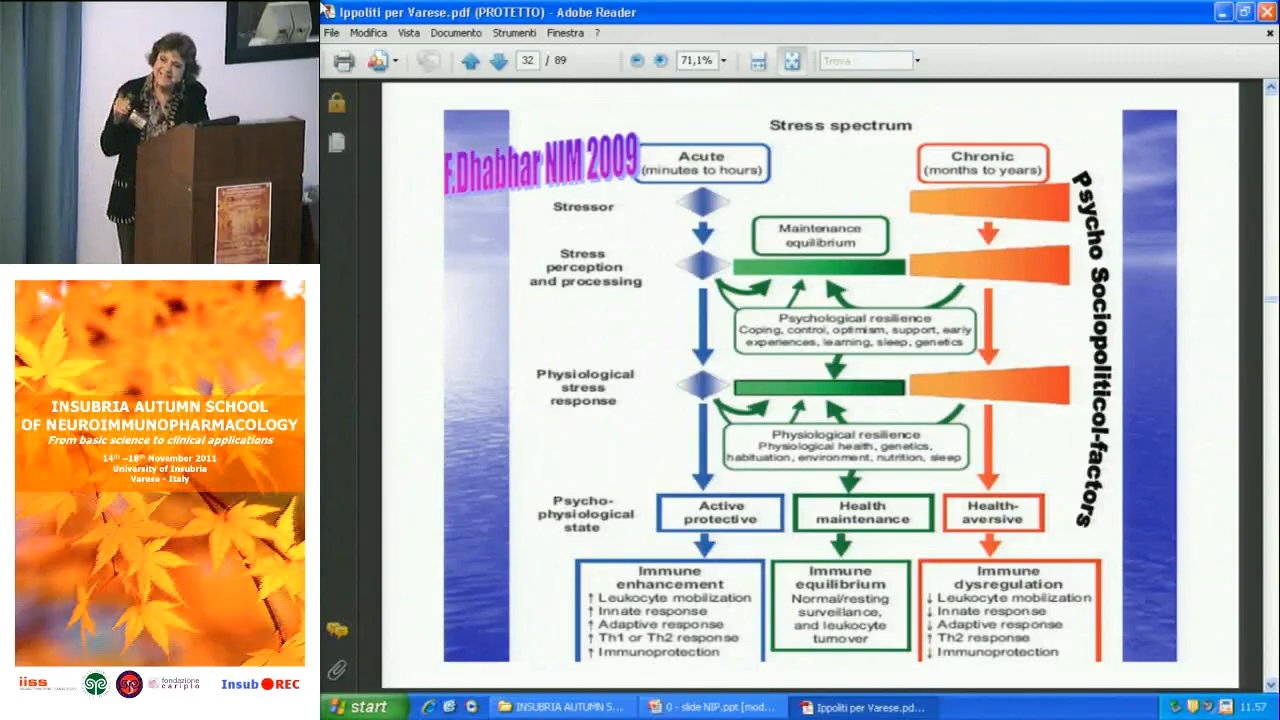 Ippoliti per Varese.pdf (PROTETTO) - Adobe Reader
File Modifica Vista Documento Strumenti Finestra ?
32 / 89 71,1% Trova
Stress spectrum
F.Dhabhar NIM 2009
Acute
(minutes to hours)
Chronic
(months to years)
Stressor
Maintenance
equilibrium
Stress
perception
and processing
Psychological resilience
Coping, control, optimism, support, early
experiences, learning, sleep, genetics
Physiological
stress
response
Physiological resilience
Physiological health, genetics,
habituation, environment, nutrition, sleep
Psycho-
physiological
state
Active
protective
Health
maintenance
Health-
aversive
Immune
enhancement
↑ Leukocyte mobilization
↑ Innate response
↑ Adaptive response
↑ Th1 or Th2 response
↑ Immunoprotection
Immune
equilibrium
Normal/resting
surveillance,
and leukocyte
turnover
Immune
dysregulation
↓ Leukocyte mobilization
↓ Innate response
↓ Adaptive response
↑ Th2 response
↓ Immunoprotection
Psycho Sociopoliticol-factors
INSUBRIA AUTUMN SCHOOL
OF NEUROIMMUNOPHARMACOLOGY
From basic science to clinical applications
14th –18th November 2011
University of Insubria
Varese - Italy
iiss
fondazione
cariplo
Insub REC
start
INSUBRIA AUTUMN S...
0 - slide NIP.ppt [mod...
Ippoliti per Varese.pd...
11.57